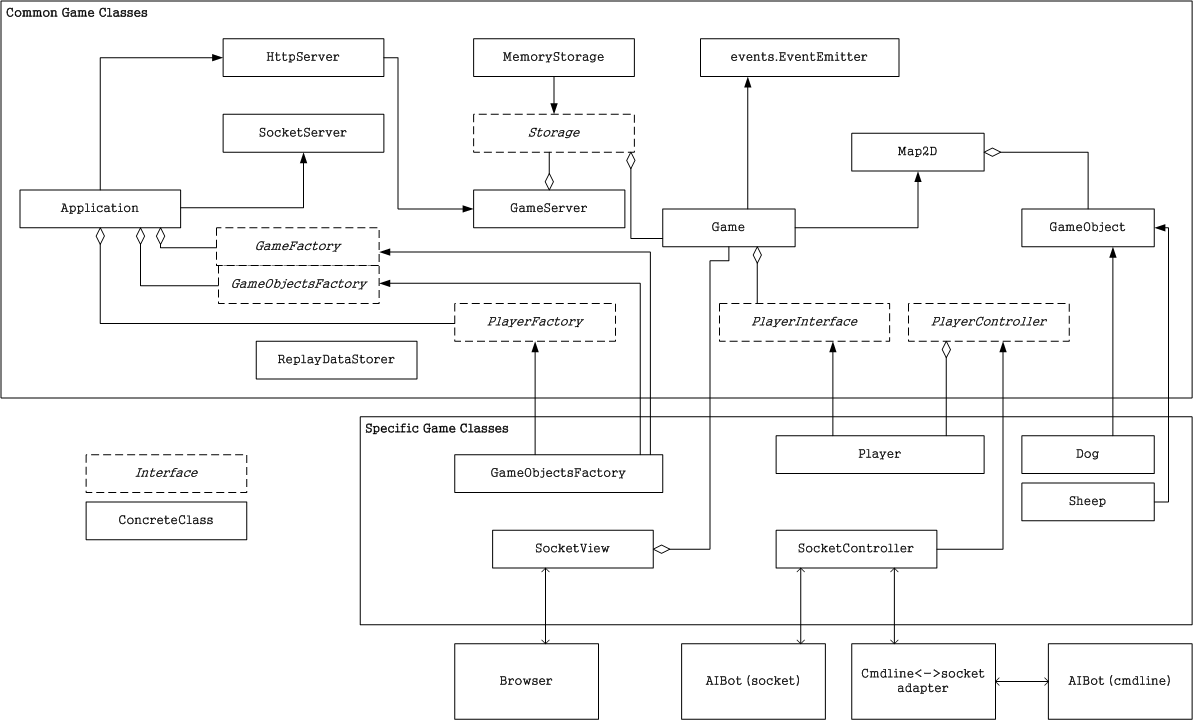 Common Game Classes
HttpServer
MemoryStorage
events.EventEmitter
SocketServer
Storage
Map2D
Application
GameServer
Game
GameObject
GameFactory
GameObjectsFactory
PlayerFactory
PlayerInterface
PlayerController
ReplayDataStorer
Specific Game Classes
Interface
ConcreteClass
GameObjectsFactory
Player
Dog
Sheep
SocketView
SocketController
Browser
AIBot (socket)
Cmdline<->socket
adapter
AIBot (cmdline)